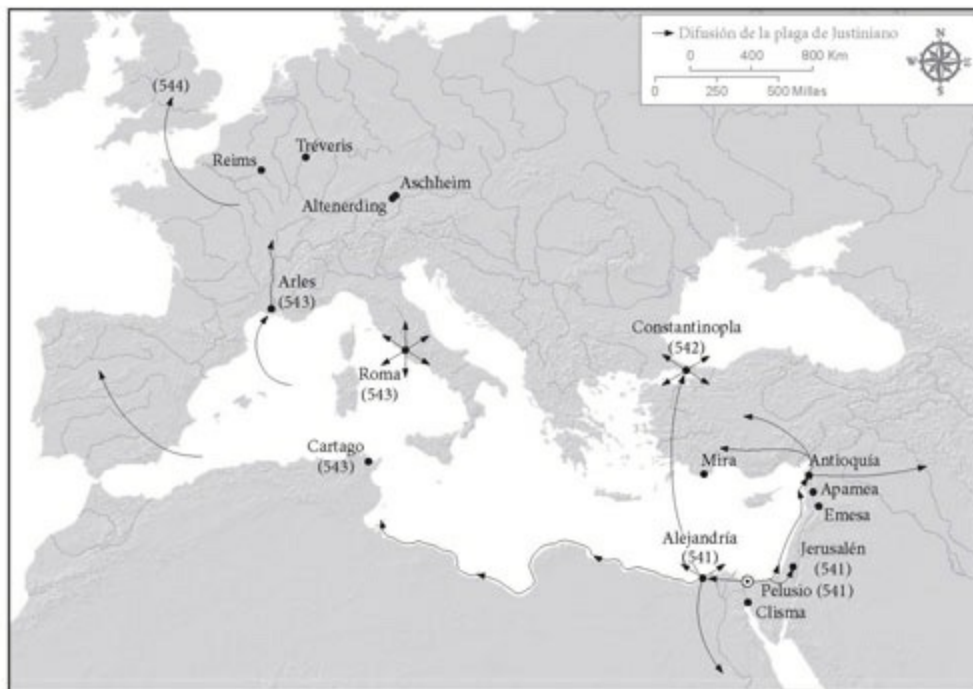 Difusión de la plaga de Justiniano
0 400 800 Km
0 250 500 Milles
N
W
E
S
(544)
Reims
Tréveris
Aschheim
Altenerding
Arles
(543)
Roma
(543)
Cartago
(543)
Constantinopla
(542)
Mira
Antioquía
Apamea
Emesa
Alejandría
(541)
Jerusalén
(541)
Pelusio (541)
Clisma